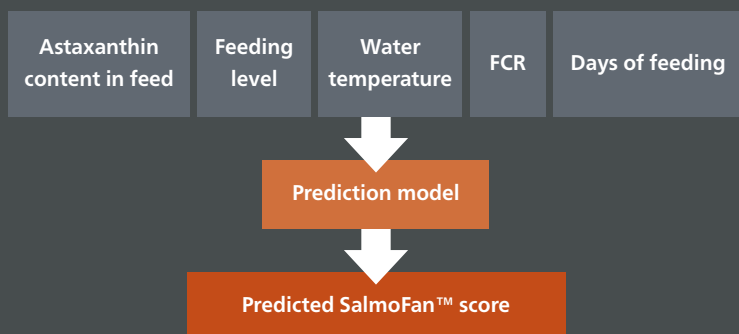 Astaxanthin
content in feed
Feeding
level
Water
temperature
FCR
Days of feeding
Prediction model
Predicted SalmoFan™ score